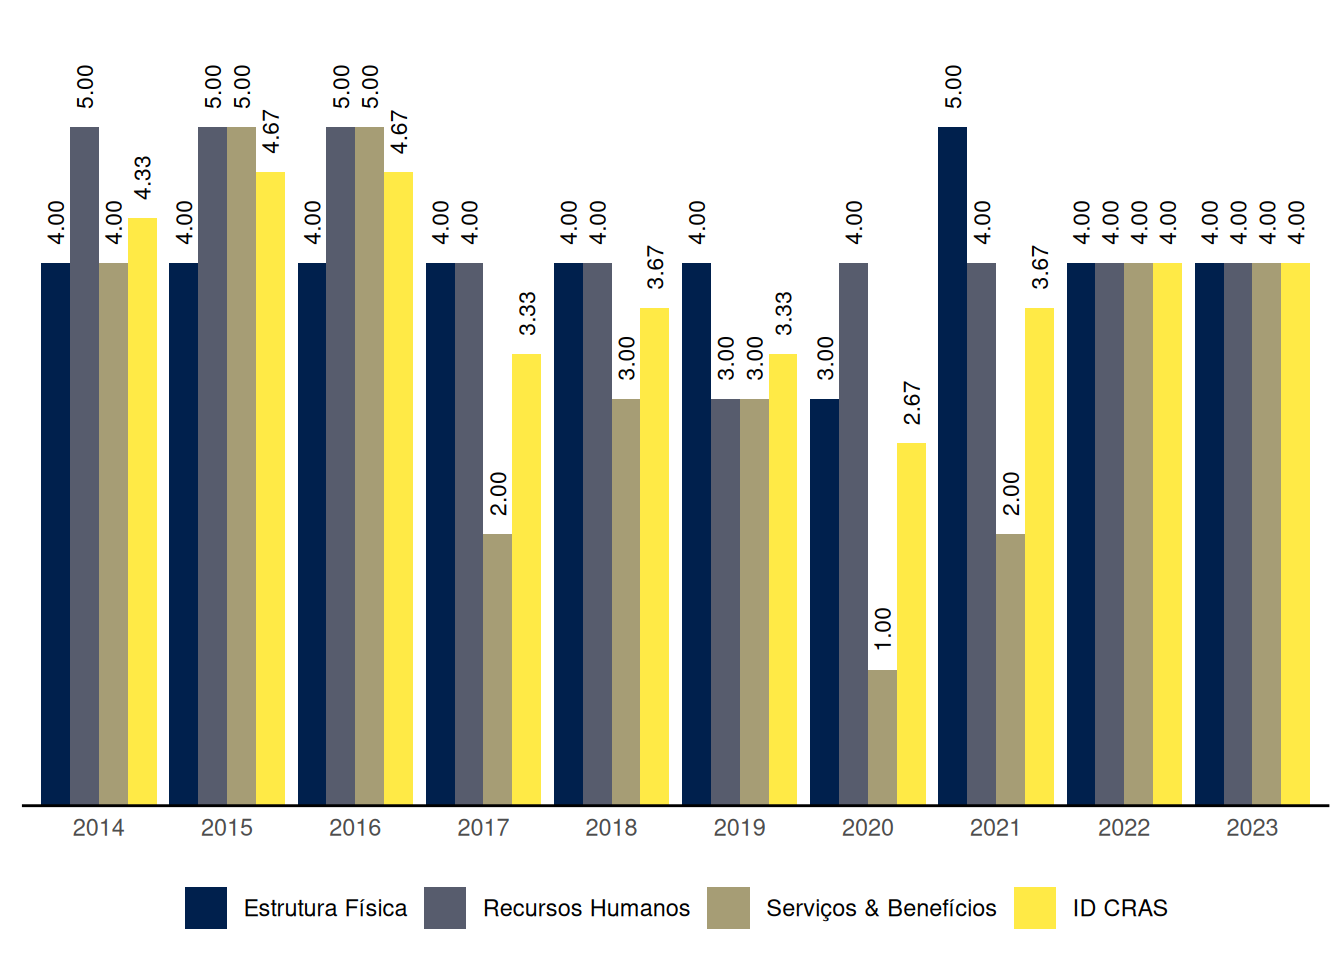 5.00 5.00 5.00 5.00 5.00 5.00
4.67 4.67
4.33
4.00 4.00 4.00 4.00 4.00 4.00 4.00 4.00 4.00 4.00 4.00 4.00 4.00 4.00 4.00 4.00 4.00 4.00 4.00
3.67 3.67
3.33 3.33
3.00 3.00 3.00 3.00
2.67
2.00 2.00
1.00
2014 2015 2016 2017 2018 2019 2020 2021 2022 2023
Estrutura Física Recursos Humanos Serviços & Benefícios ID CRAS